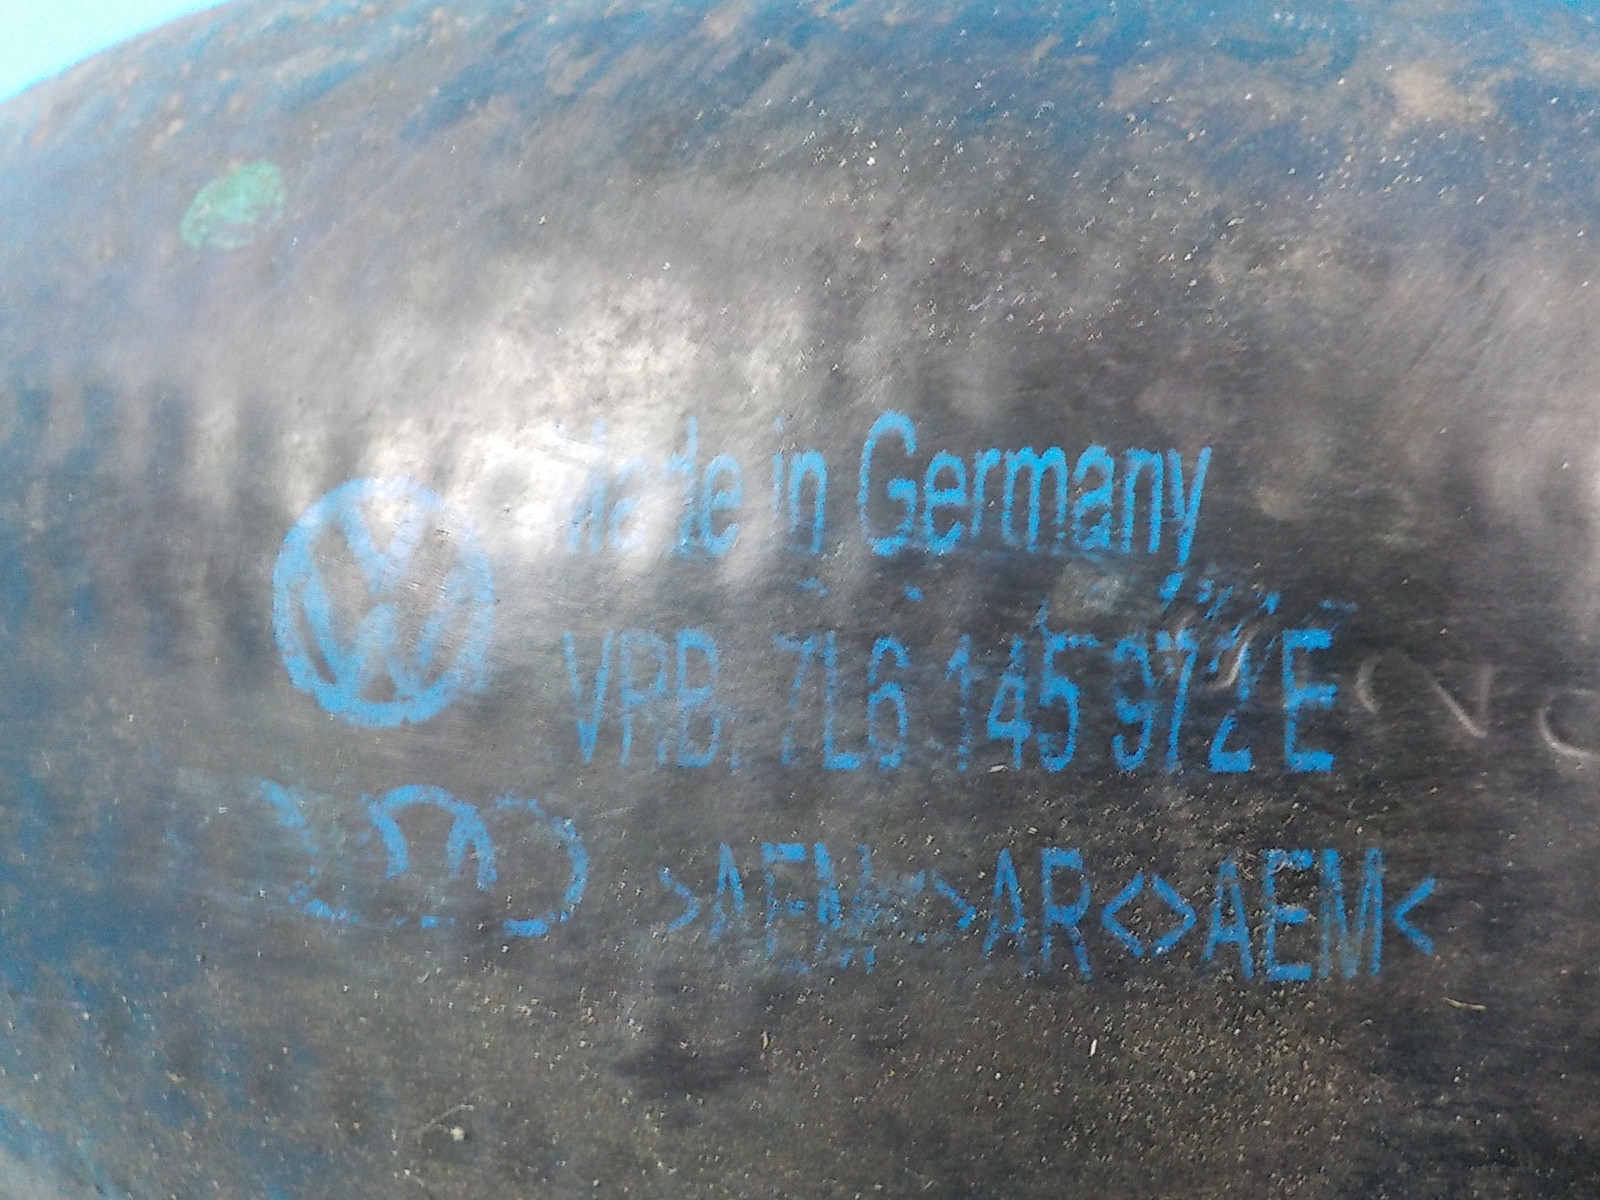 Made in Germany
VRB. 7L6 145 972 E
>AEM<>AR<>AEM<